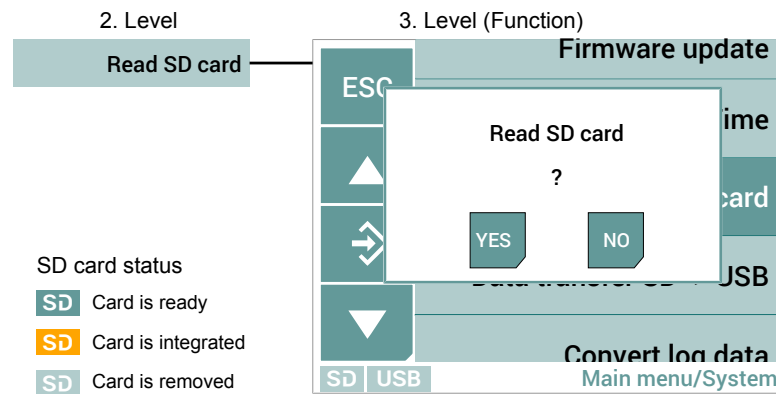 2. Level
3. Level (Function)
Read SD card
Firmware update
ESC
ime
Read SD card
?
card
YES
NO
USB
SD card status
SD Card is ready
SD Card is integrated
SD Card is removed
Convert log data
SD USB
Main menu/System